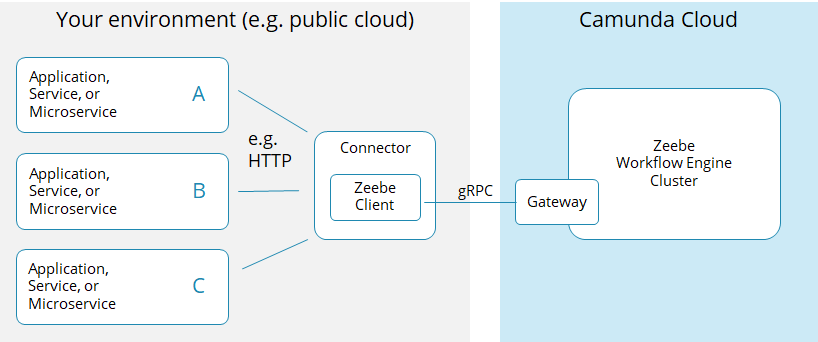 Your environment (e.g. public cloud)
Camunda Cloud
Application,
Service, or
Microservice
A
e.g.
HTTP
Application,
Service, or
Microservice
B
Application,
Service, or
Microservice
C
Connector
Zeebe
Client
gRPC
Gateway
Zeebe
Workflow Engine
Cluster